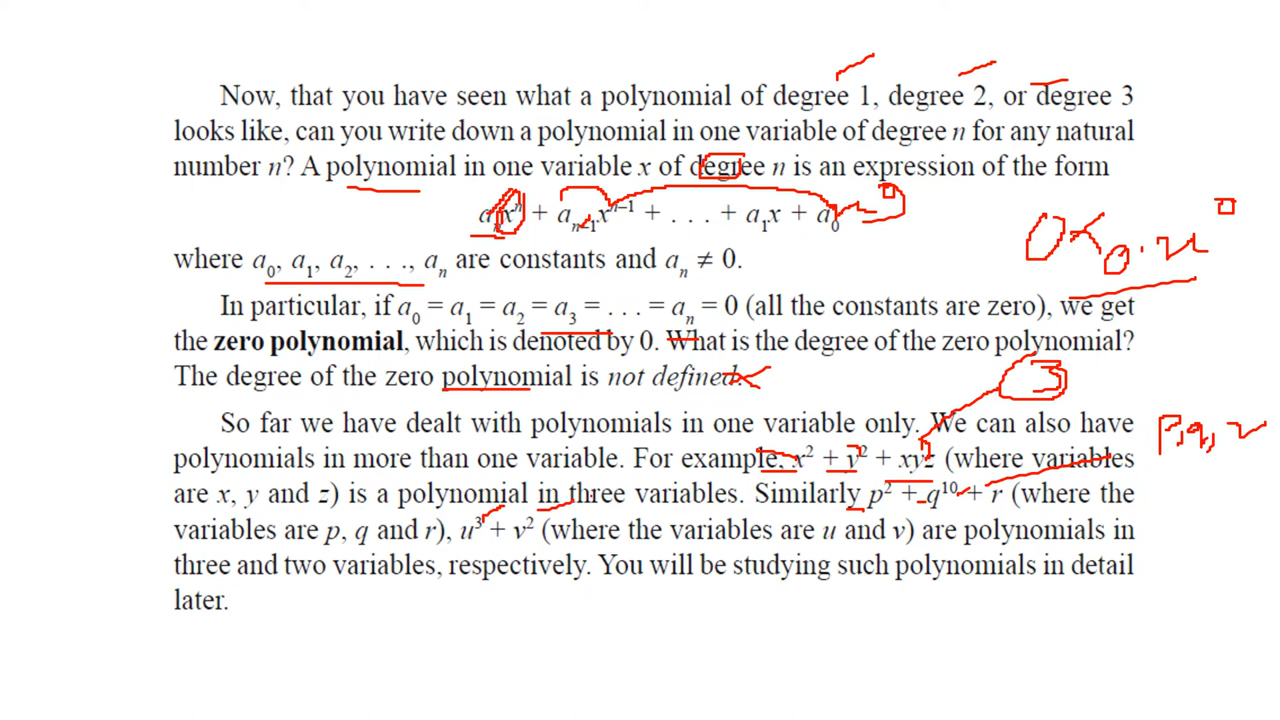 Now, that you have seen what a polynomial of degree 1, degree 2, or degree 3
looks like, can you write down a polynomial in one variable of degree n for any natural
number n? A polynomial in one variable x of degree n is an expression of the form
aₙxⁿ + aₙ₋₁xⁿ⁻¹ + . . . + a₁x + a₀
where a₀, a₁, a₂, . . ., aₙ are constants and aₙ ≠ 0.
In particular, if a₀ = a₁ = a₂ = a₃ = . . . = aₙ = 0 (all the constants are zero), we get
the zero polynomial, which is denoted by 0. What is the degree of the zero polynomial?
The degree of the zero polynomial is not defined.
3
So far we have dealt with polynomials in one variable only. We can also have
polynomials in more than one variable. For example, x² + y² + xyz (where variables
are x, y and z) is a polynomial in three variables. Similarly p² + q¹⁰ + r (where the
variables are p, q and r), u³ + v² (where the variables are u and v) are polynomials in
three and two variables, respectively. You will be studying such polynomials in detail
later.